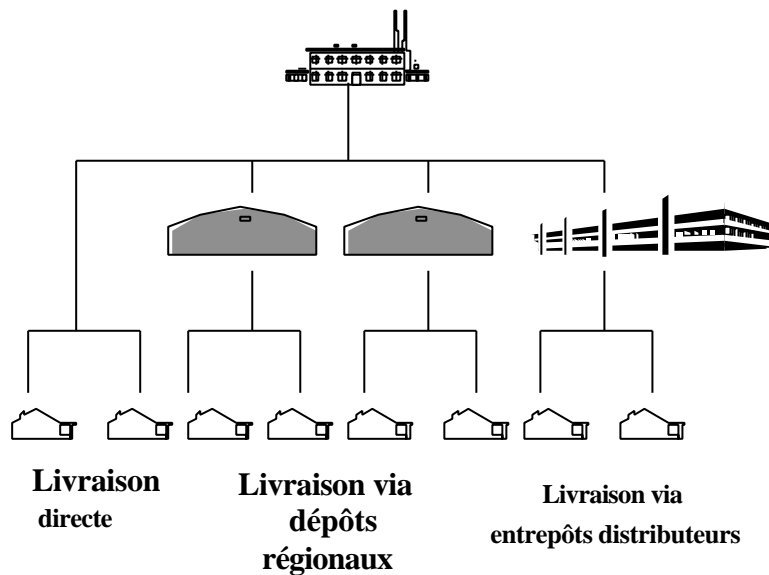 Livraison
directe
Livraison via
dépôts
régionaux
Livraison via
entrepôts distributeurs